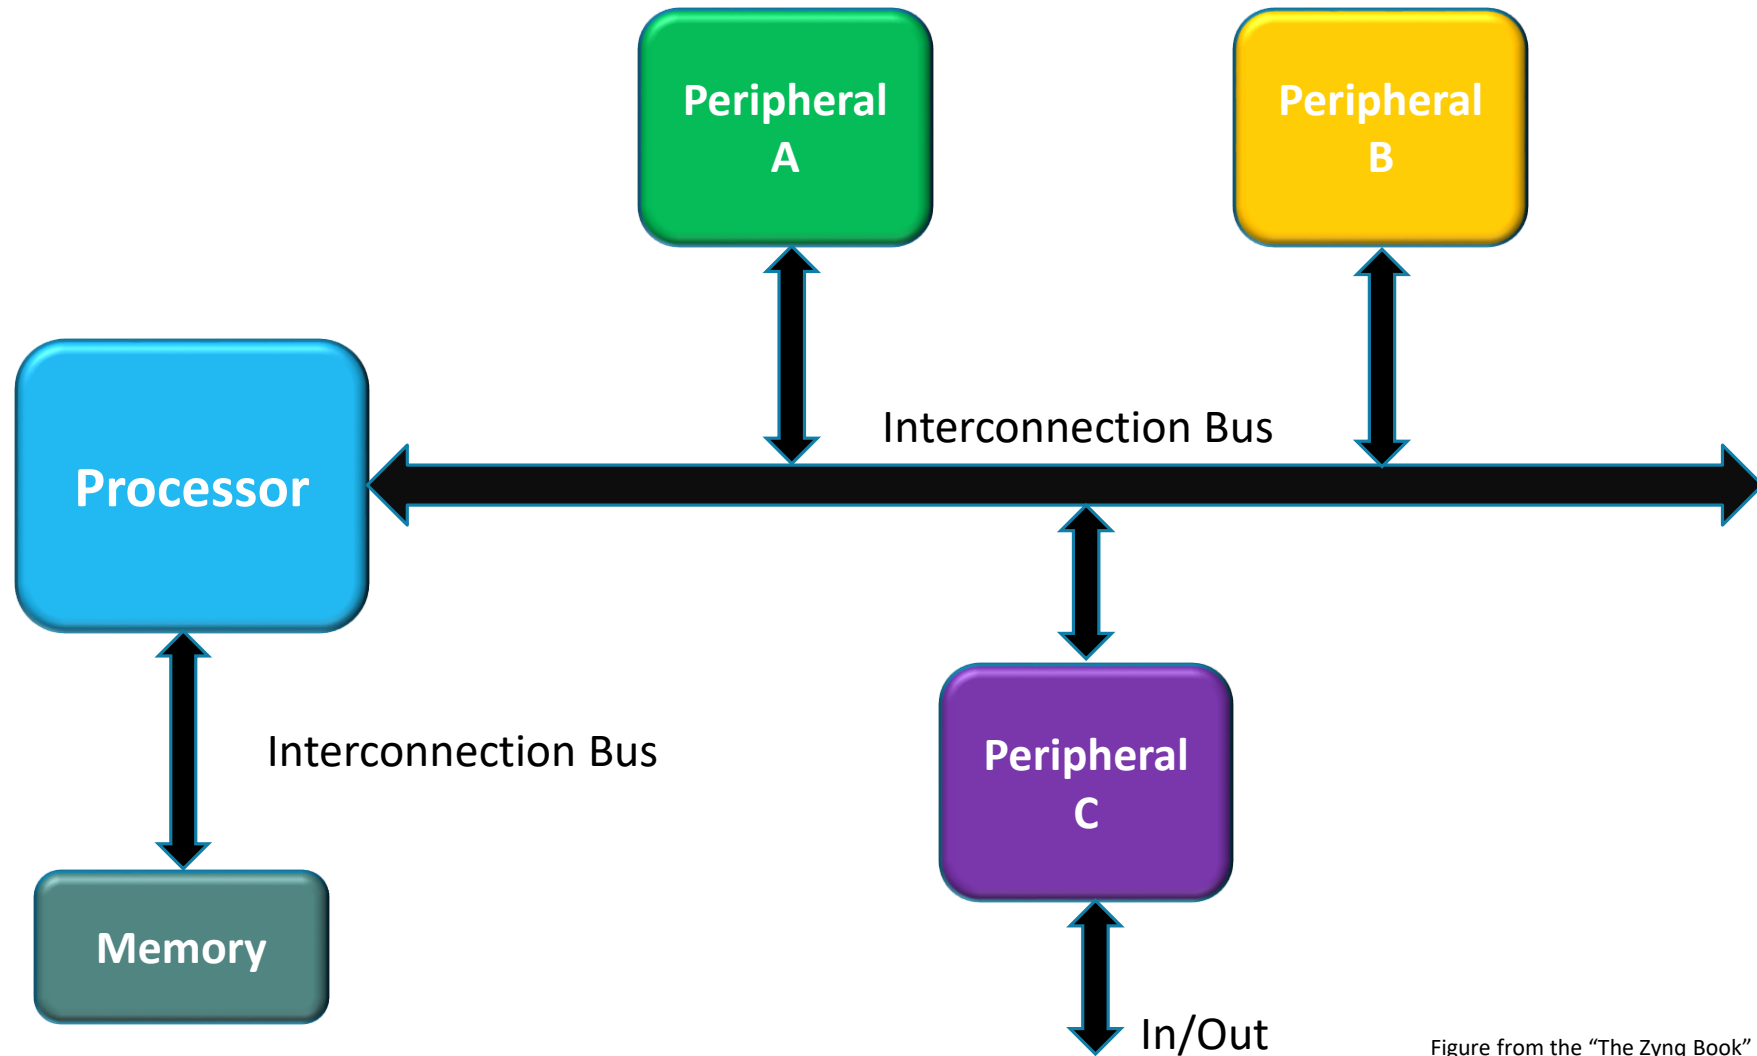 Peripheral
A
Peripheral
B
Interconnection Bus
Processor
Interconnection Bus
Peripheral
C
Memory
In/Out
Figure from the “The Zynq Book”